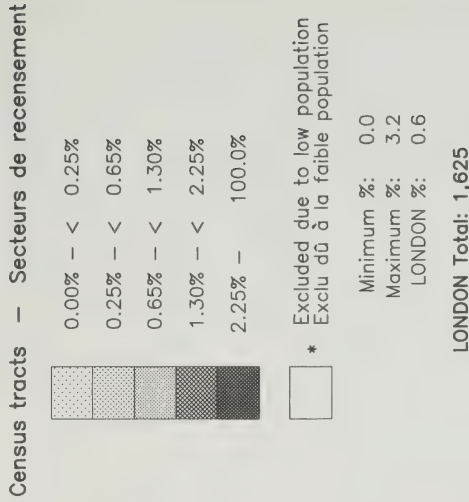 Census tracts — Secteurs de recensement
0.00% — < 0.25%
0.25% — < 0.65%
0.65% — < 1.30%
1.30% — < 2.25%
2.25% — 100.0%
* Excluded due to low population
Exclu dû à la faible population
Minimum %: 0.0
Maximum %: 3.2
LONDON %: 0.6
LONDON Total: 1,625